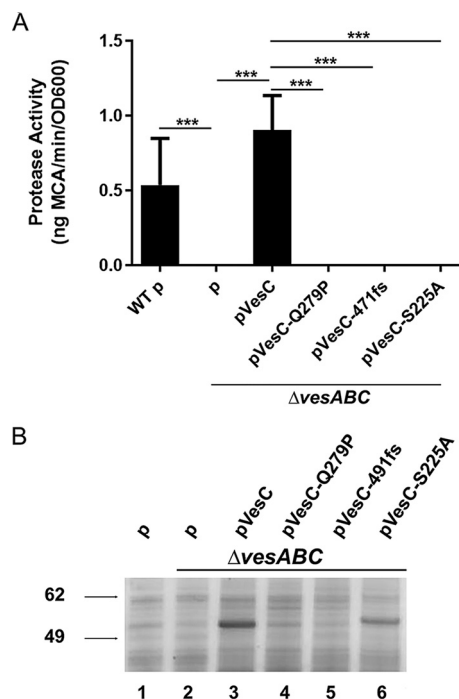 A
Protease Activity
(ng MCA/min/OD600)
1.5
1.0
0.5
0.0
***
***
***
***
***
WT p
p
pVesC
pVesC-Q279P
pVesC-471fs
pVesC-S225A
ΔvesABC
B
p
p
pVesC
pVesC-Q279P
pVesC-491fs
pVesC-S225A
ΔvesABC
62
49
1 2 3 4 5 6